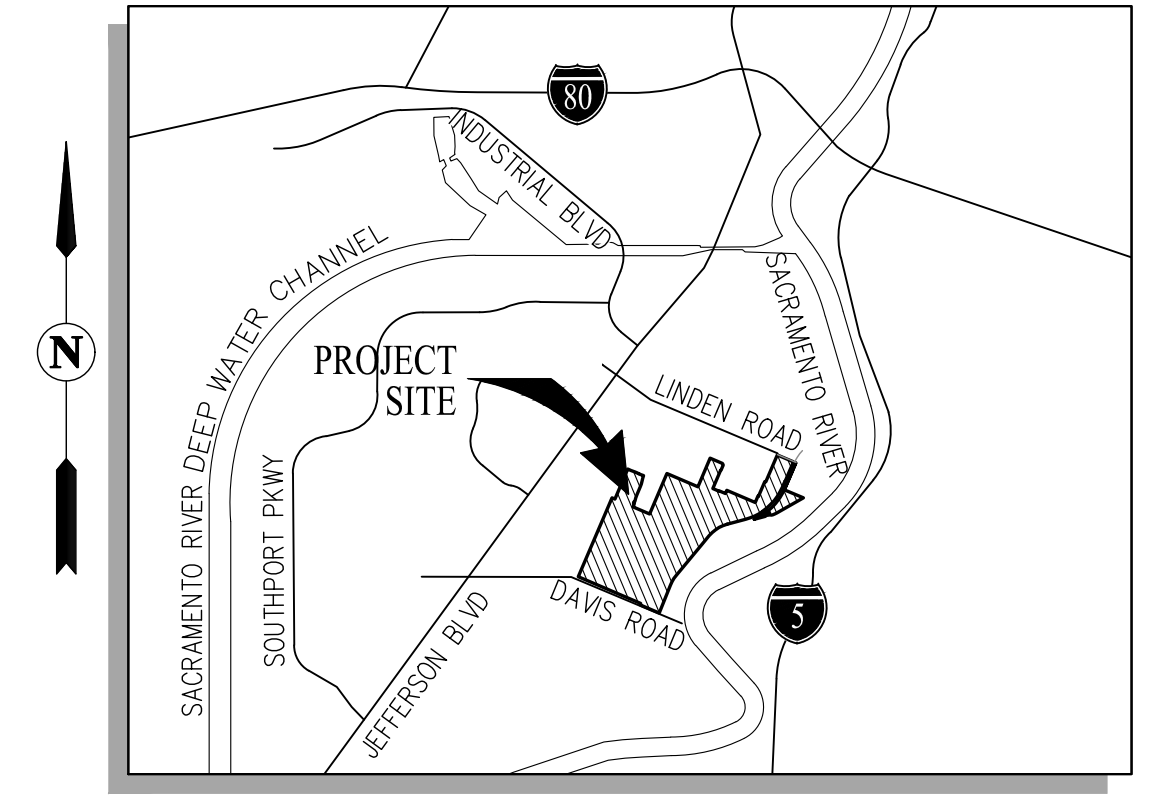 80
INDUSTRIAL BLVD
SACRAMENTO RIVER DEEP WATER CHANNEL
SACRAMENTO RIVER
N
PROJECT
SITE
LINDEN ROAD
SOUTHPORT PKWY
DAVIS ROAD
5
JEFFERSON BLVD